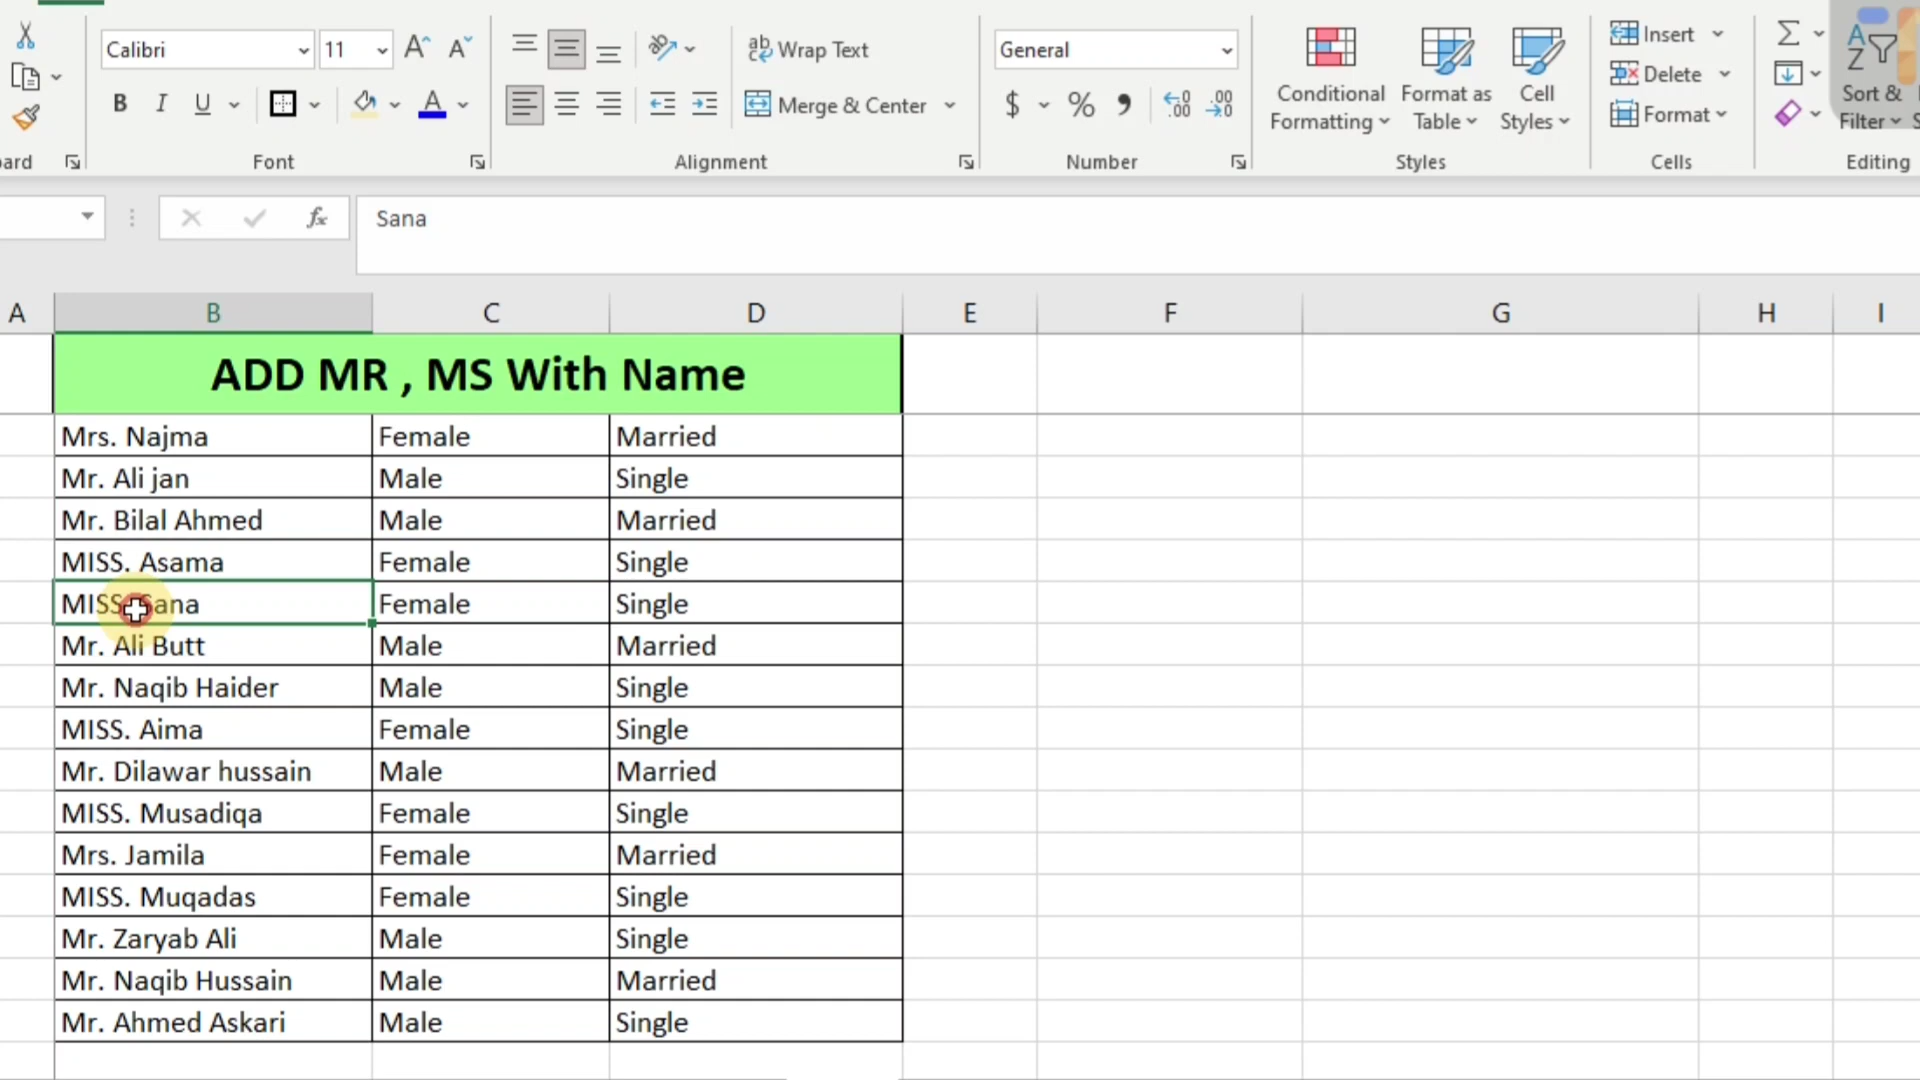 Calibri 11 Wrap Text General Conditional Formatting Format as Table Cell Styles Insert Delete Format Sort & Filter
Merge & Center
Font Alignment Number Styles Cells Editing
Sana
A B C D E F G H I
ADD MR , MS With Name
Mrs. Najma Female Married
Mr. Ali jan Male Single
Mr. Bilal Ahmed Male Married
MISS. Asama Female Single
MISS. Sana Female Single
Mr. Ali Butt Male Married
Mr. Naqib Haider Male Single
MISS. Aima Female Single
Mr. Dilawar hussain Male Married
MISS. Musadiqa Female Single
Mrs. Jamila Female Married
MISS. Muqadas Female Single
Mr. Zaryab Ali Male Single
Mr. Naqib Hussain Male Married
Mr. Ahmed Askari Male Single